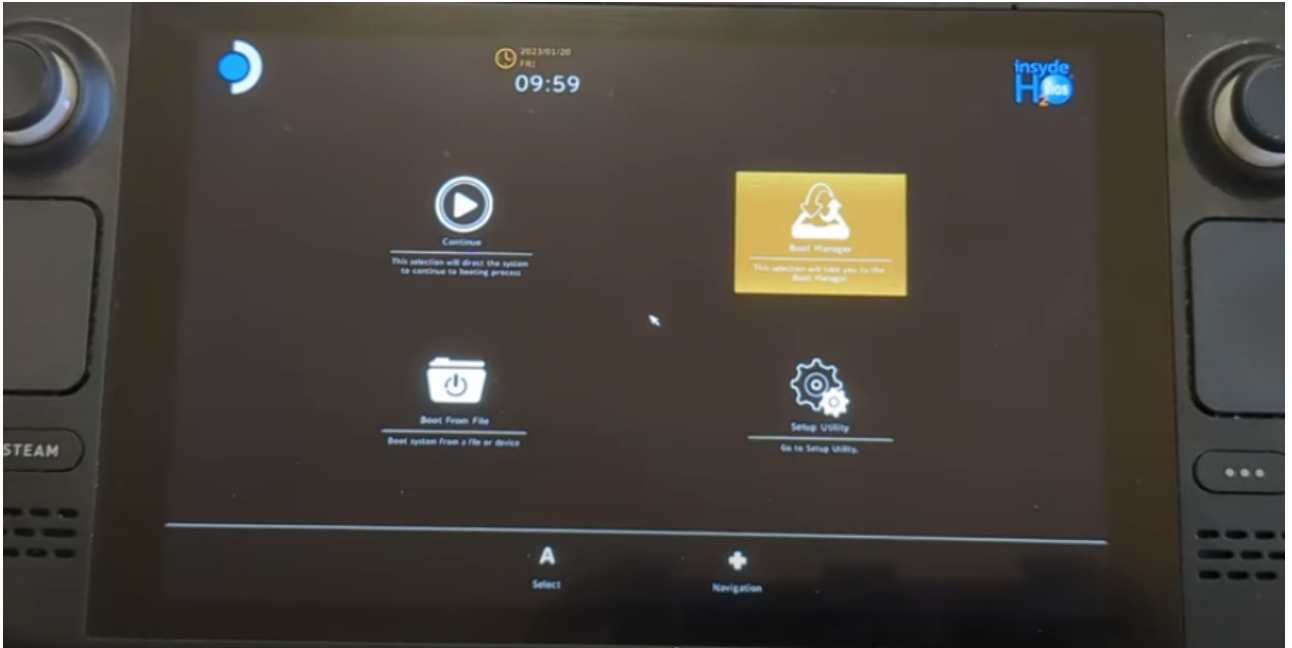 2023/01/20
FRI
09:59
insyde
H2O
bios
Continue
This selection will direct the system
to continue to booting process
Boot Manager
This selection will take you to the
Boot Manager
Boot From File
Boot system from a file or device
Setup Utility
Go to Setup Utility.
STEAM
A
Select
Navigation